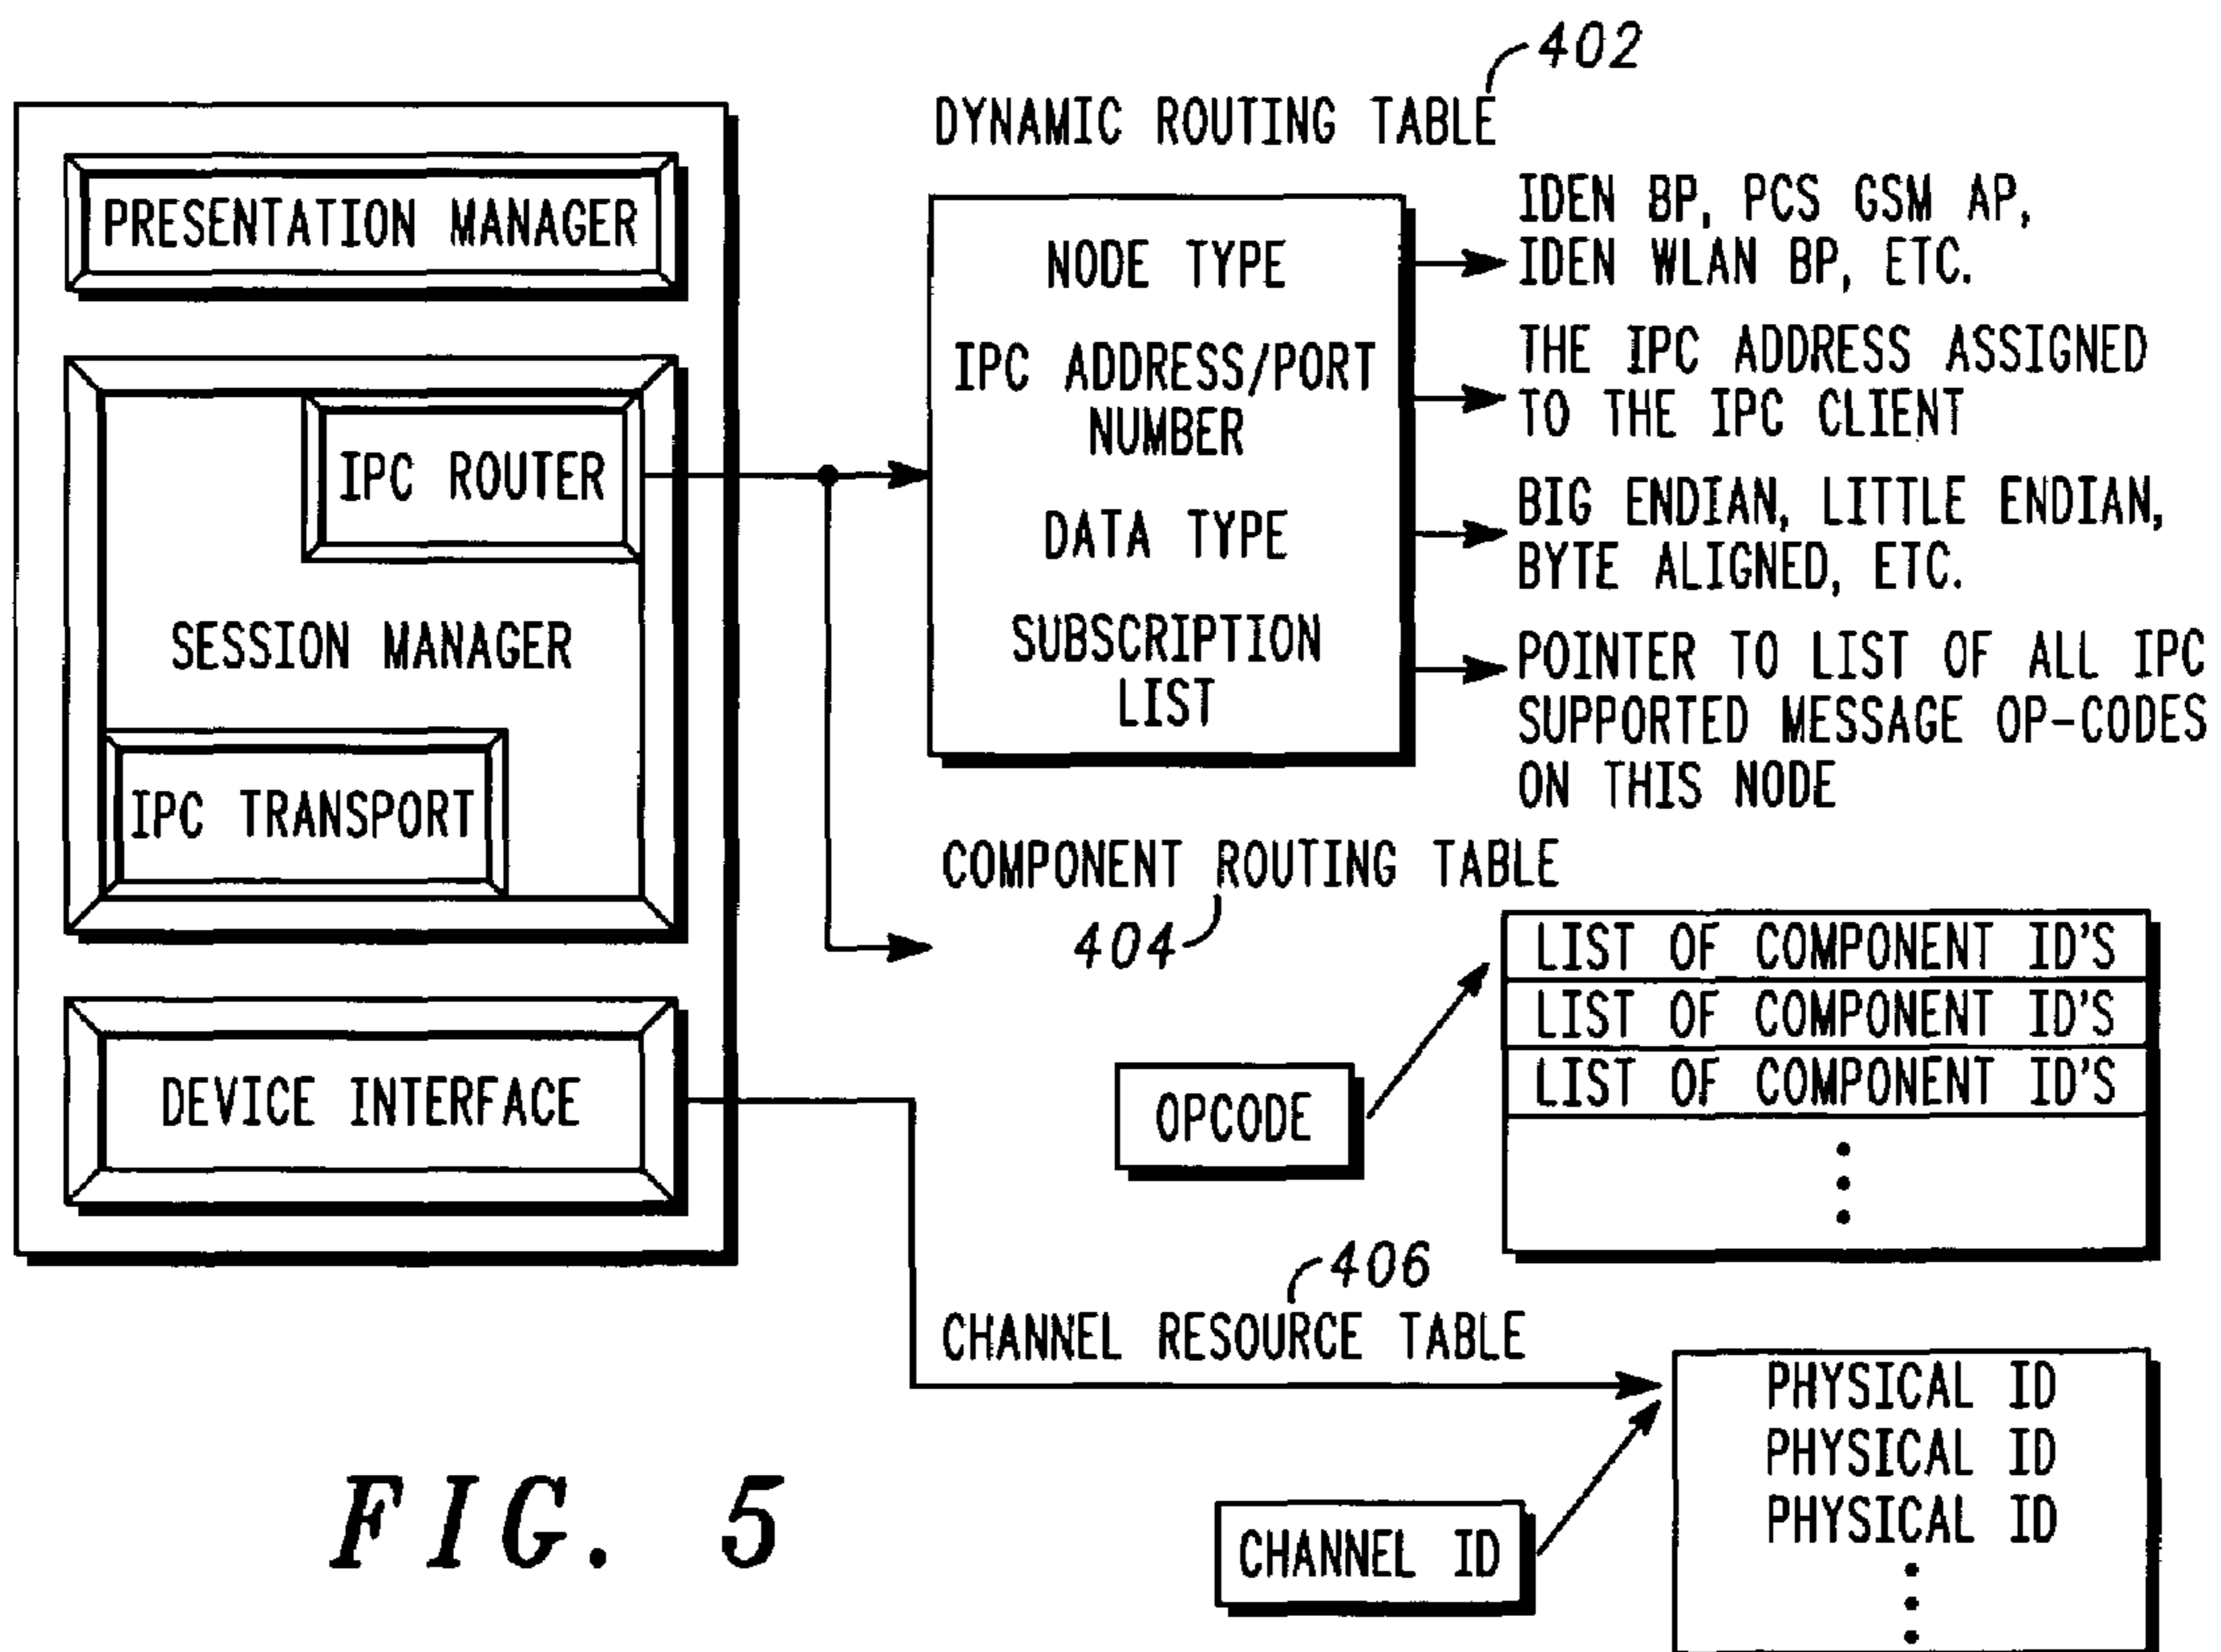 402
DYNAMIC ROUTING TABLE
PRESENTATION MANAGER
IPC ROUTER
SESSION MANAGER
IPC TRANSPORT
DEVICE INTERFACE
NODE TYPE
IPC ADDRESS/PORT
NUMBER
DATA TYPE
SUBSCRIPTION
LIST
IDEN BP, PCS GSM AP,
IDEN WLAN BP, ETC.
THE IPC ADDRESS ASSIGNED
TO THE IPC CLIENT
BIG ENDIAN, LITTLE ENDIAN,
BYTE ALIGNED, ETC.
POINTER TO LIST OF ALL IPC
SUPPORTED MESSAGE OP-CODES
ON THIS NODE
COMPONENT ROUTING TABLE
404
OPCODE
LIST OF COMPONENT ID'S
LIST OF COMPONENT ID'S
LIST OF COMPONENT ID'S
406
CHANNEL RESOURCE TABLE
CHANNEL ID
PHYSICAL ID
PHYSICAL ID
PHYSICAL ID
FIG. 5